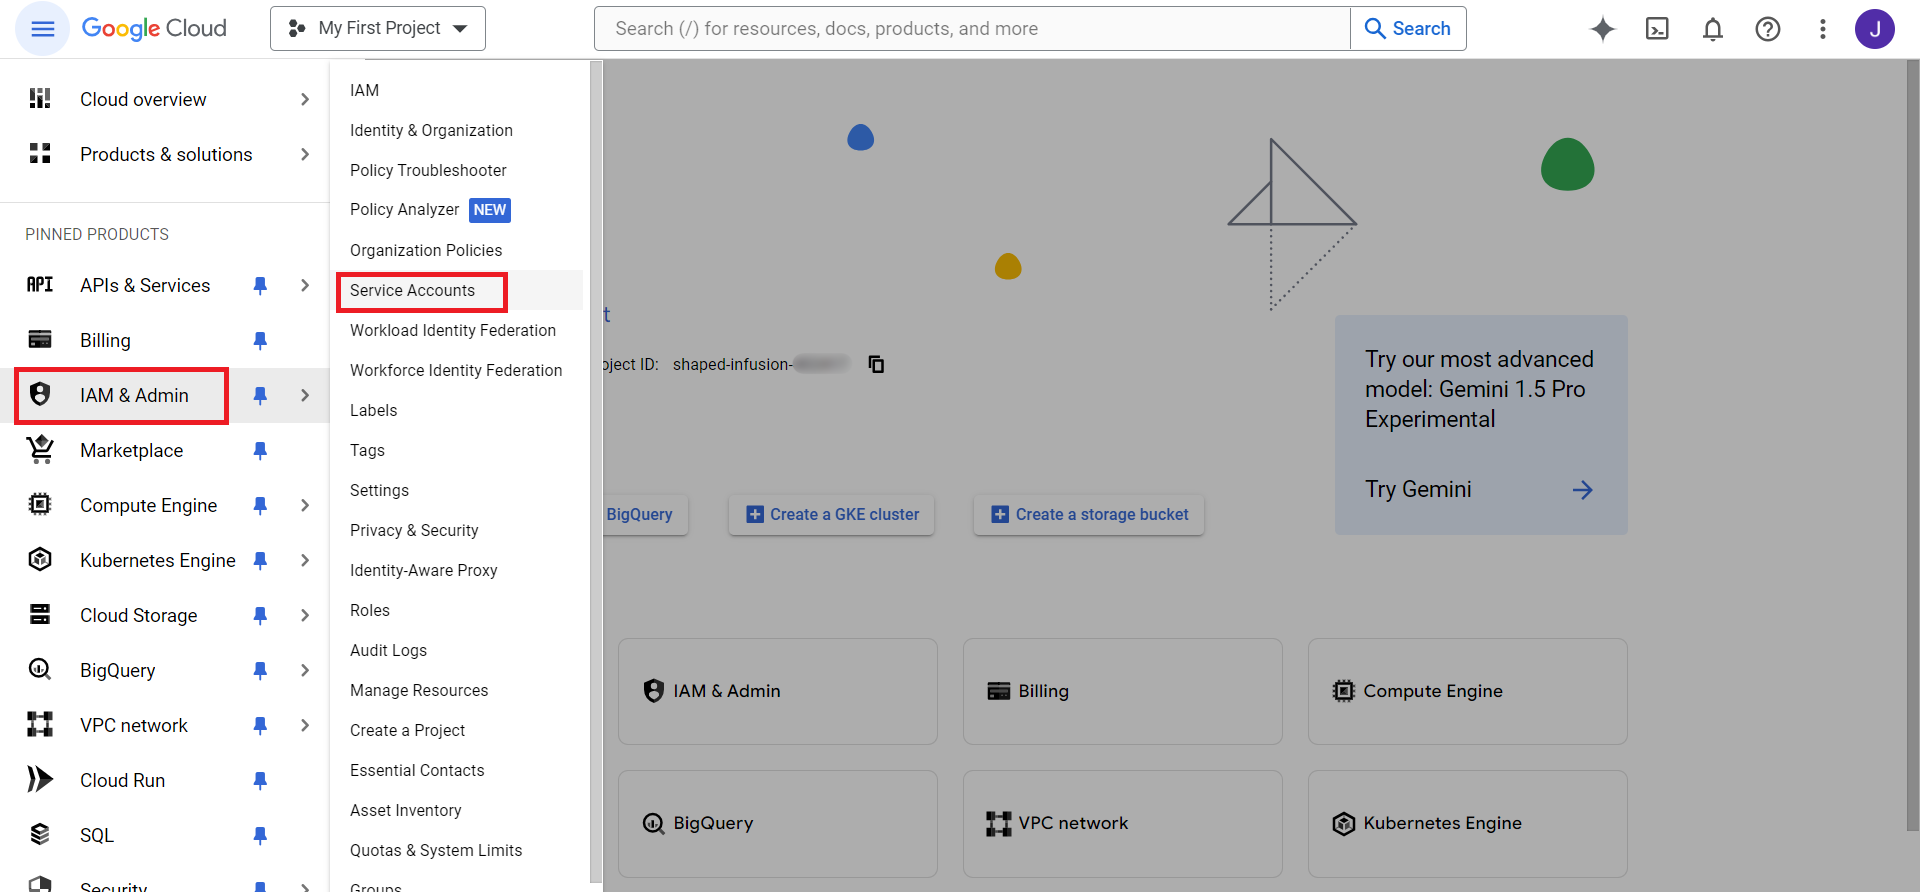 Google Cloud
My First Project
Search (/) for resources, docs, products, and more
Search
J
Cloud overview
Products & solutions
PINNED PRODUCTS
API
APIs & Services
Billing
IAM & Admin
Marketplace
Compute Engine
Kubernetes Engine
Cloud Storage
BigQuery
VPC network
Cloud Run
SQL
Security
IAM
Identity & Organization
Policy Troubleshooter
Policy Analyzer NEW
Organization Policies
Service Accounts
Workload Identity Federation
Workforce Identity Federation
Labels
Tags
Settings
Privacy & Security
Identity-Aware Proxy
Roles
Audit Logs
Manage Resources
Create a Project
Essential Contacts
Asset Inventory
Quotas & System Limits
Groups
t
oject ID: shaped-infusion-
Try our most advanced
model: Gemini 1.5 Pro
Experimental
Try Gemini
BigQuery
Create a GKE cluster
Create a storage bucket
IAM & Admin
Billing
Compute Engine
BigQuery
VPC network
Kubernetes Engine